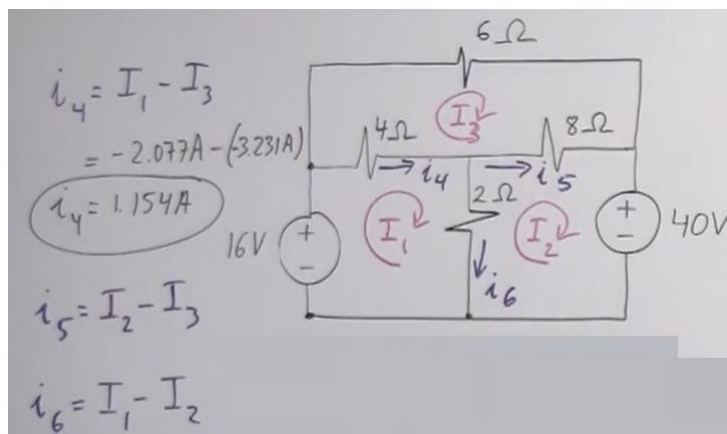 i₄ = I₁ - I₃
= -2.077A - (-3.231A)
i₄ = 1.154A
i₅ = I₂ - I₃
i₆ = I₁ - I₂
6Ω
I₃
4Ω
8Ω
i₄
i₅
2Ω
I₁
I₂
16V
+
-
+
-
40V
i₆